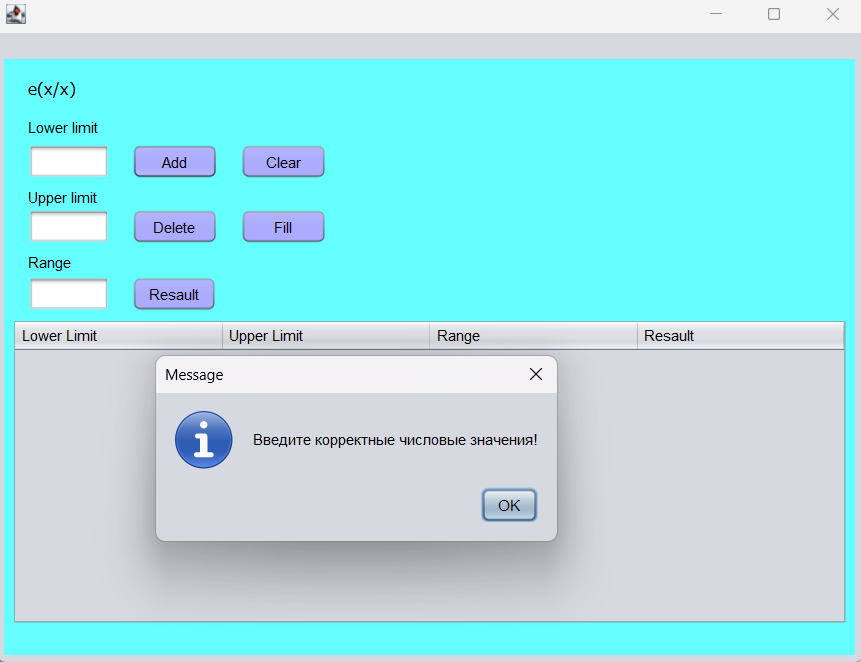 e(x/x)
Lower limit
Add Clear
Upper limit
Delete Fill
Range
Resault
Lower Limit Upper Limit Range Resault
Message
Введите корректные числовые значения!
OK